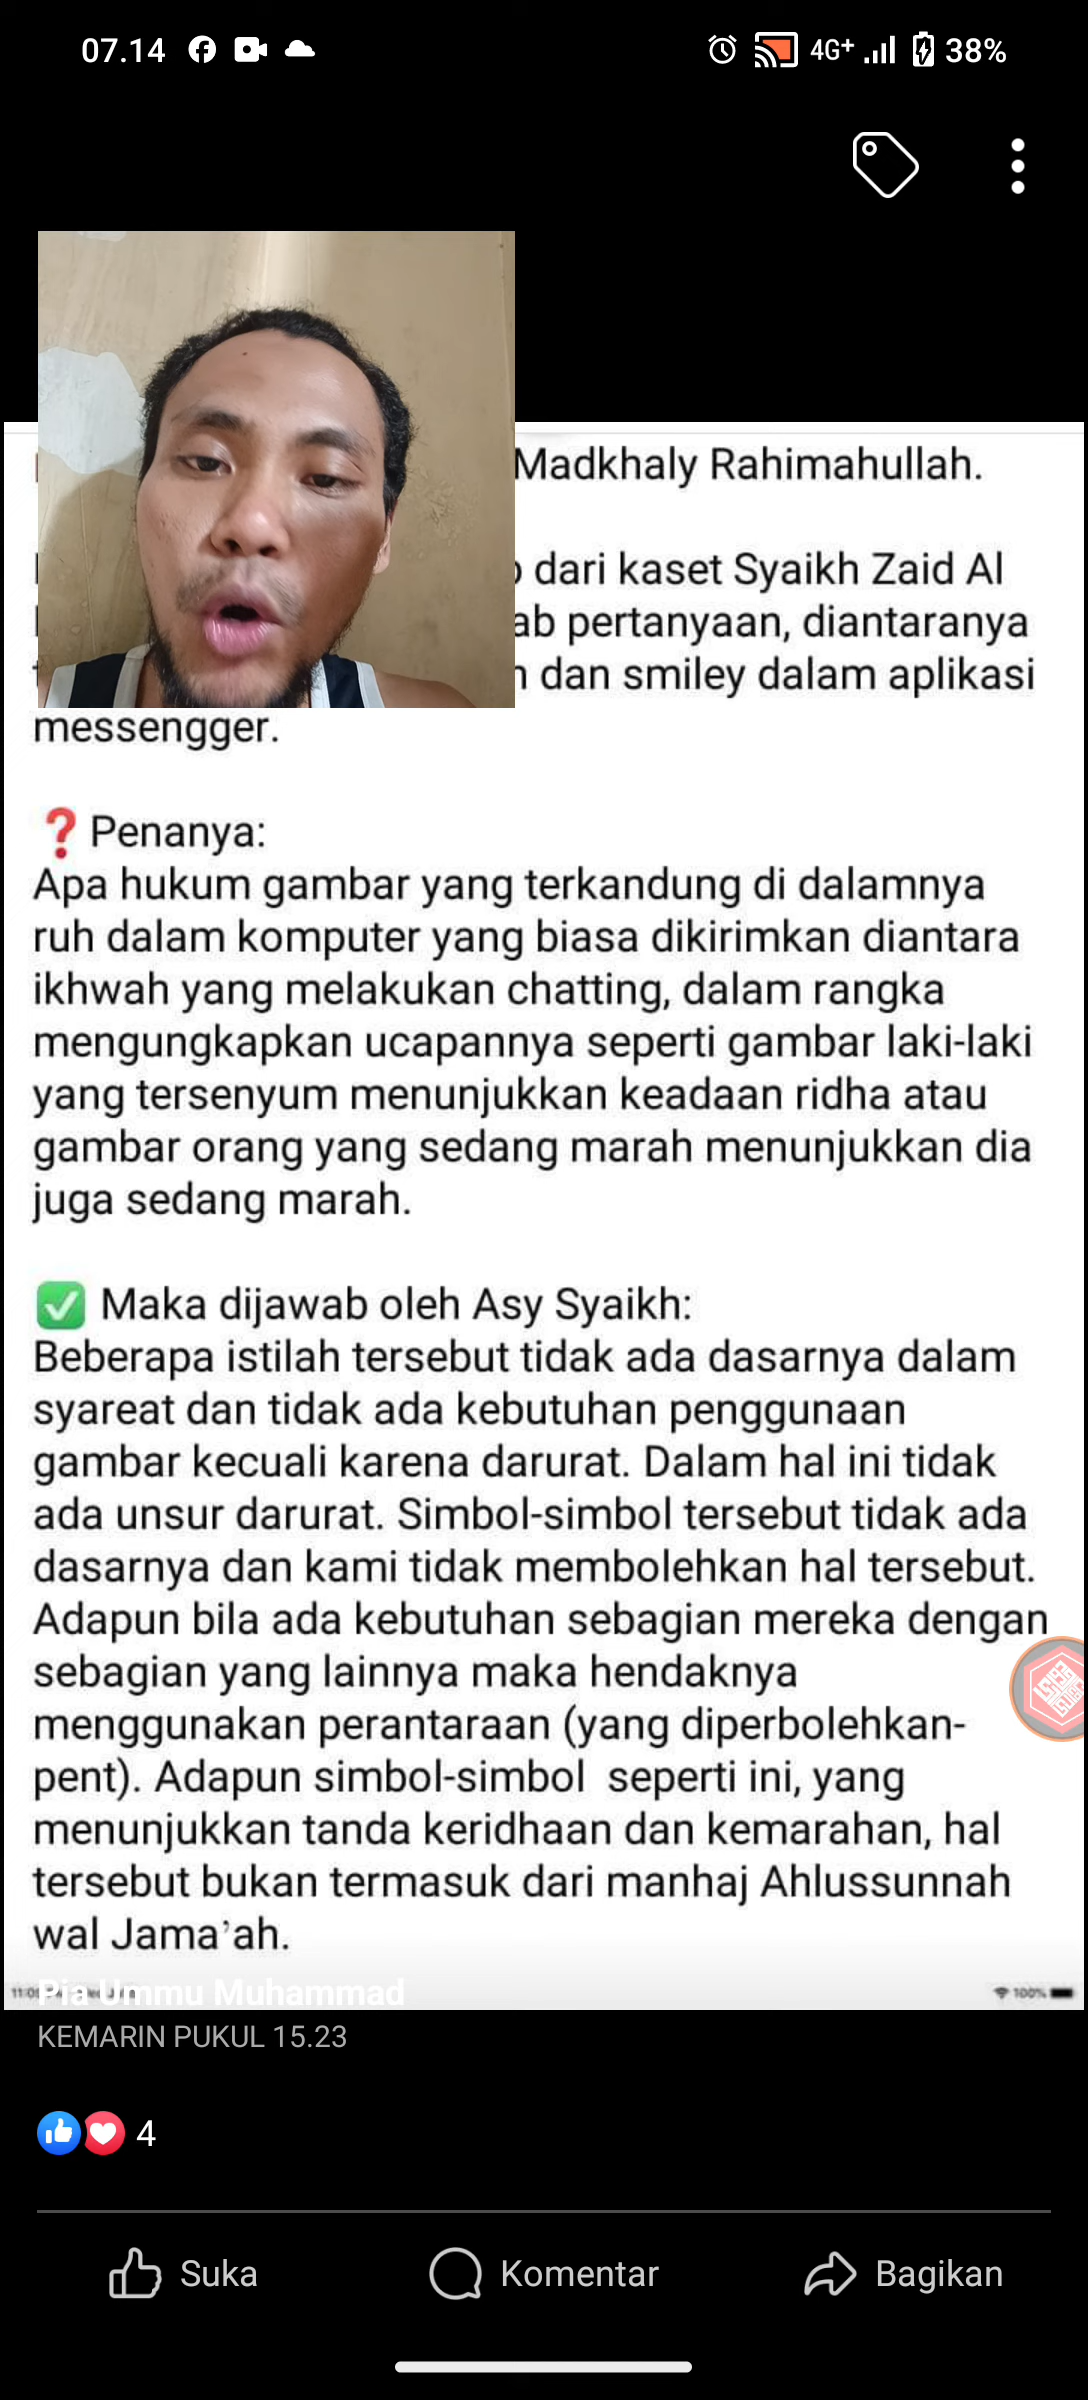 07.14
4G+ 38%
Madkhaly Rahimahullah.
dari kaset Syaikh Zaid Al
pertanyaan, diantaranya
dan smiley dalam aplikasi
messengger.
❓Penanya:
Apa hukum gambar yang terkandung di dalamnya
ruh dalam komputer yang biasa dikirimkan diantara
ikhwah yang melakukan chatting, dalam rangka
mengungkapkan ucapannya seperti gambar laki-laki
yang tersenyum menunjukkan keadaan ridha atau
gambar orang yang sedang marah menunjukkan dia
juga sedang marah.
✅ Maka dijawab oleh Asy Syaikh:
Beberapa istilah tersebut tidak ada dasarnya dalam
syareat dan tidak ada kebutuhan penggunaan
gambar kecuali karena darurat. Dalam hal ini tidak
ada unsur darurat. Simbol-simbol tersebut tidak ada
dasarnya dan kami tidak membolehkan hal tersebut.
Adapun bila ada kebutuhan sebagian mereka dengan
sebagian yang lainnya maka hendaknya
menggunakan perantaraan (yang diperbolehkan-
pent). Adapun simbol-simbol  seperti ini, yang
menunjukkan tanda keridhaan dan kemarahan, hal
tersebut bukan termasuk dari manhaj Ahlussunnah
wal Jama’ah.
Pia Ummu Muhammad
100%
KEMARIN PUKUL 15.23
4
Suka Komentar Bagikan